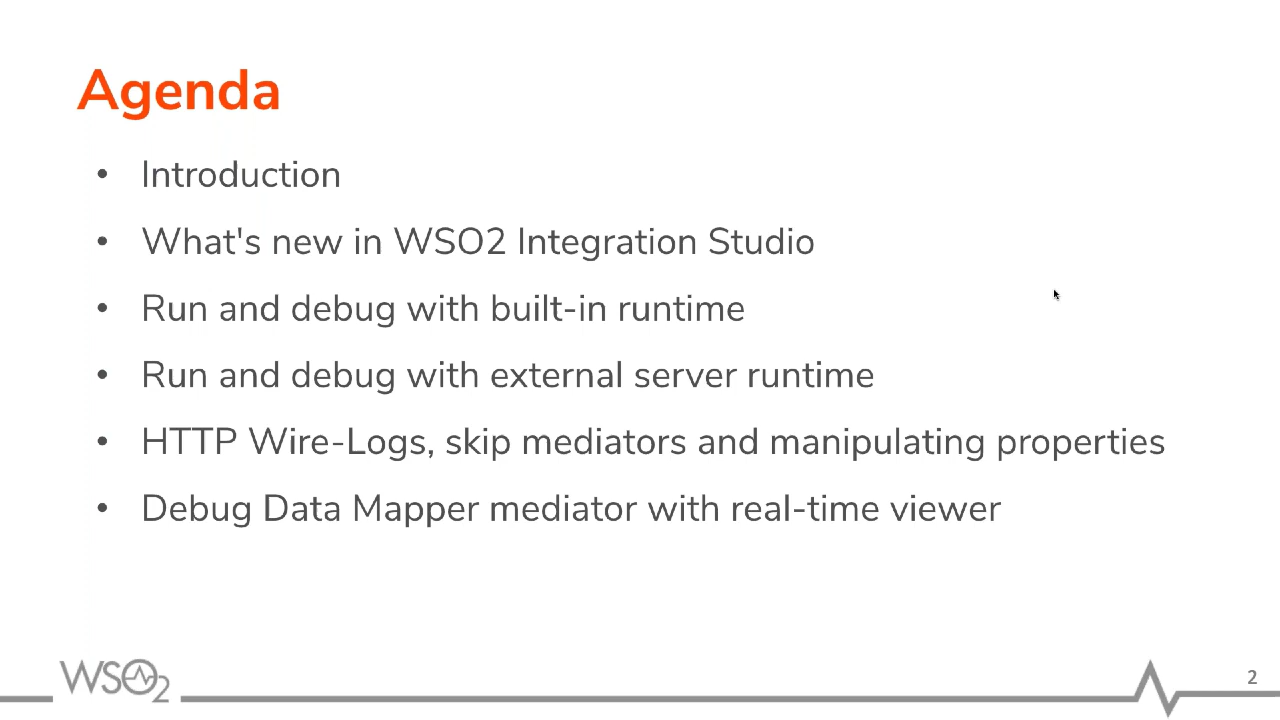 Agenda
• Introduction
• What's new in WSO2 Integration Studio
• Run and debug with built-in runtime
• Run and debug with external server runtime
• HTTP Wire-Logs, skip mediators and manipulating properties
• Debug Data Mapper mediator with real-time viewer
WSO2
2